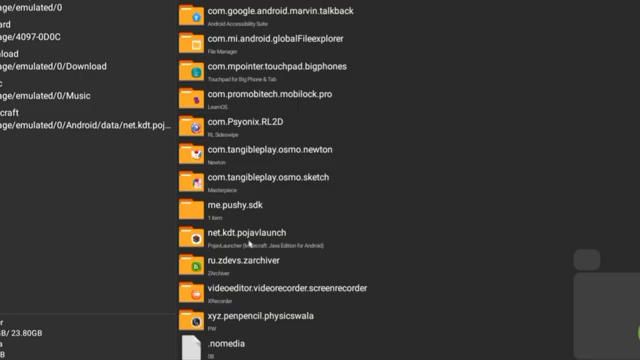 age/emulated/0
ard
age/4097-0D0C
load
age/emulated/0/Download
c
age/emulated/0/Music
craft
age/emulated/0/Android/data/net.kdt.poj...
r
B/ 23.80GB
a
B
com.google.android.marvin.talkback
Android Accessibility Suite
com.mi.android.globalFileexplorer
File Manager
com.mpointer.touchpad.bigphones
Touchpad for Big Phone & Tab
com.promobitech.mobilock.pro
LearnOS
com.Psyonix.RL2D
RL Sideswipe
com.tangibleplay.osmo.newton
Newton
com.tangibleplay.osmo.sketch
Masterpiece
me.pushy.sdk
1 item
net.kdt.pojavlaunch
PojavLauncher (Minecraft: Java Edition for Android)
ru.zdevs.zarchiver
ZArchiver
videoeditor.videorecorder.screenrecorder
XRecorder
xyz.penpencil.physicswala
PW
.nomedia
0B